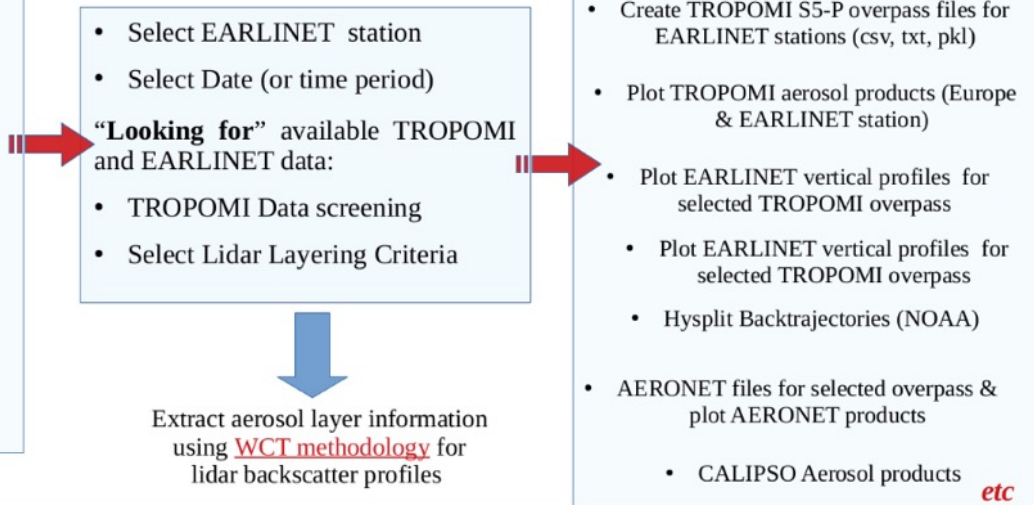 • Select EARLINET station
• Select Date (or time period)
“Looking for” available TROPOMI
and EARLINET data:
• TROPOMI Data screening
• Select Lidar Layering Criteria
Extract aerosol layer information
using WCT methodology for
lidar backscatter profiles
• Create TROPOMI S5-P overpass files for
EARLINET stations (csv, txt, pkl)
• Plot TROPOMI aerosol products (Europe
& EARLINET station)
• Plot EARLINET vertical profiles for
selected TROPOMI overpass
• Plot EARLINET vertical profiles for
selected TROPOMI overpass
• Hysplit Backtrajectories (NOAA)
• AERONET files for selected overpass &
plot AERONET products
• CALIPSO Aerosol products
etc